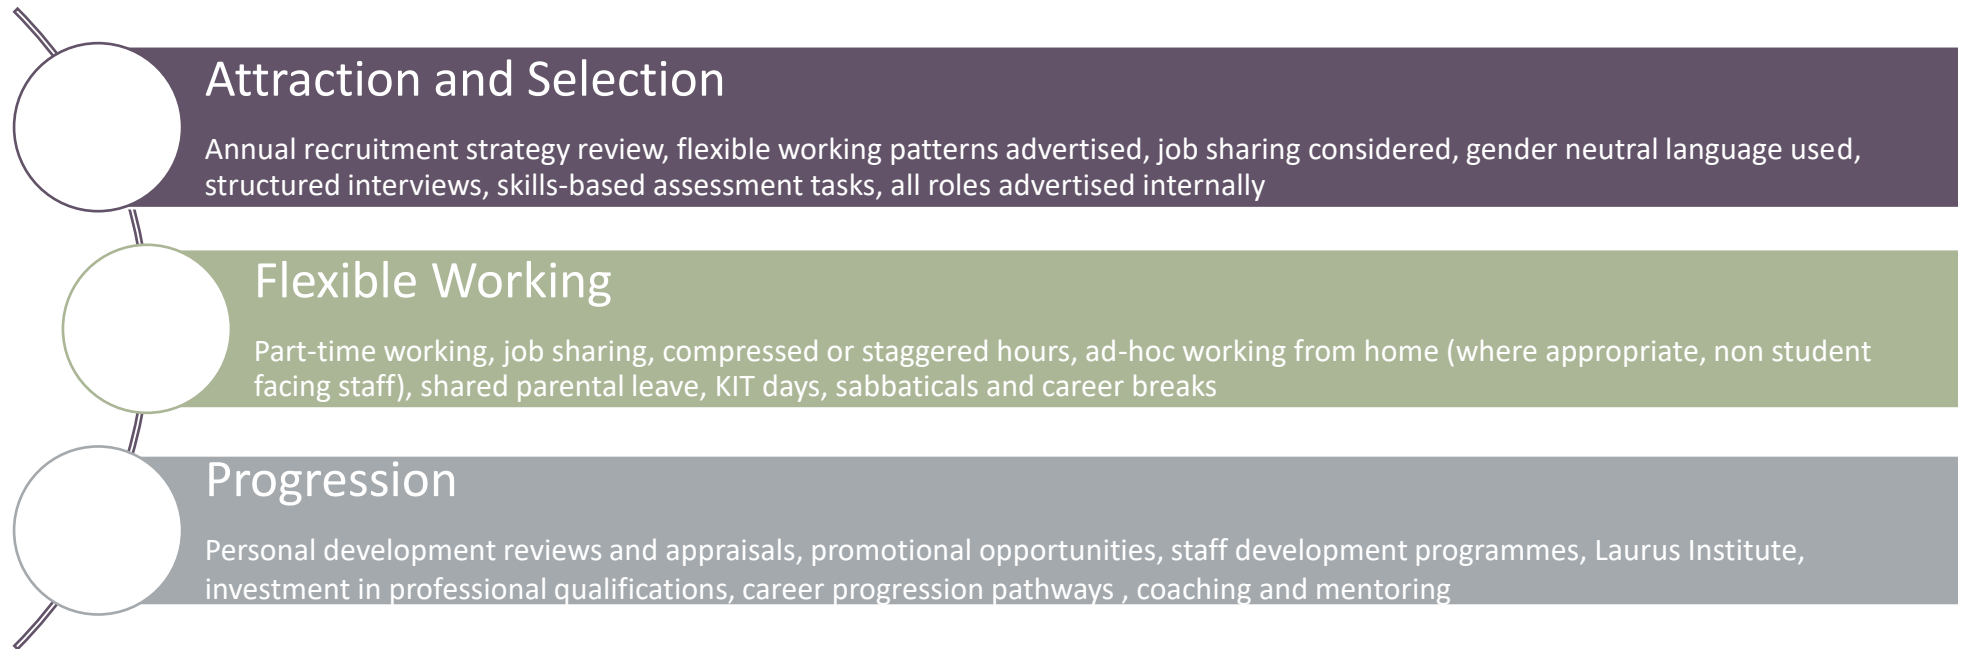 Attraction and Selection
Annual recruitment strategy review, flexible working patterns advertised, job sharing considered, gender neutral language used,
structured interviews, skills-based assessment tasks, all roles advertised internally
Flexible Working
Part-time working, job sharing, compressed or staggered hours, ad-hoc working from home (where appropriate, non student
facing staff), shared parental leave, KIT days, sabbaticals and career breaks
Progression
Personal development reviews and appraisals, promotional opportunities, staff development programmes, Laurus Institute,
investment in professional qualifications, career progression pathways , coaching and mentoring